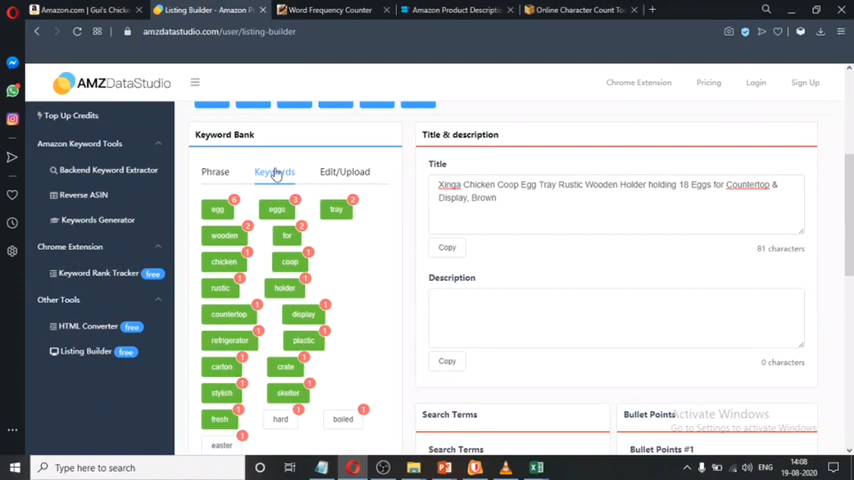 Amazon.com | Gui's Chicke
Listing Builder - Amazon P
Word Frequency Counter
Amazon Product Descripti
Online Character Count To
amzdatastudio.com/user/listing-builder
AMZDataStudio
Chrome Extension
Pricing
Login
Sign Up
Top Up Credits
Amazon Keyword Tools
Backend Keyword Extractor
Reverse ASIN
Keywords Generator
Chrome Extension
Keyword Rank Tracker free
Other Tools
HTML Converter free
Listing Builder free
Keyword Bank
Phrase Keywords Edit/Upload
egg 6 eggs 3 tray 2
wooden 2 for 2
chicken 1 coop 1
rustic 1 holder 1
countertop 1 display 1
refrigerator 1 plastic 1
carton 1 crate 1
stylish 1 skelter 1
fresh 1 hard 1 boiled 1
easter 1
Title & description
Title
Xinga Chicken Coop Egg Tray Rustic Wooden Holder holding 18 Eggs for Countertop &
Display, Brown
Copy
81 characters
Description
Copy
0 characters
Search Terms
Search Terms
Bullet Points
Bullet Points #1
Activate Windows
Go to Settings to activate Windows.
Type here to search
ENG
14:08
19-08-2020